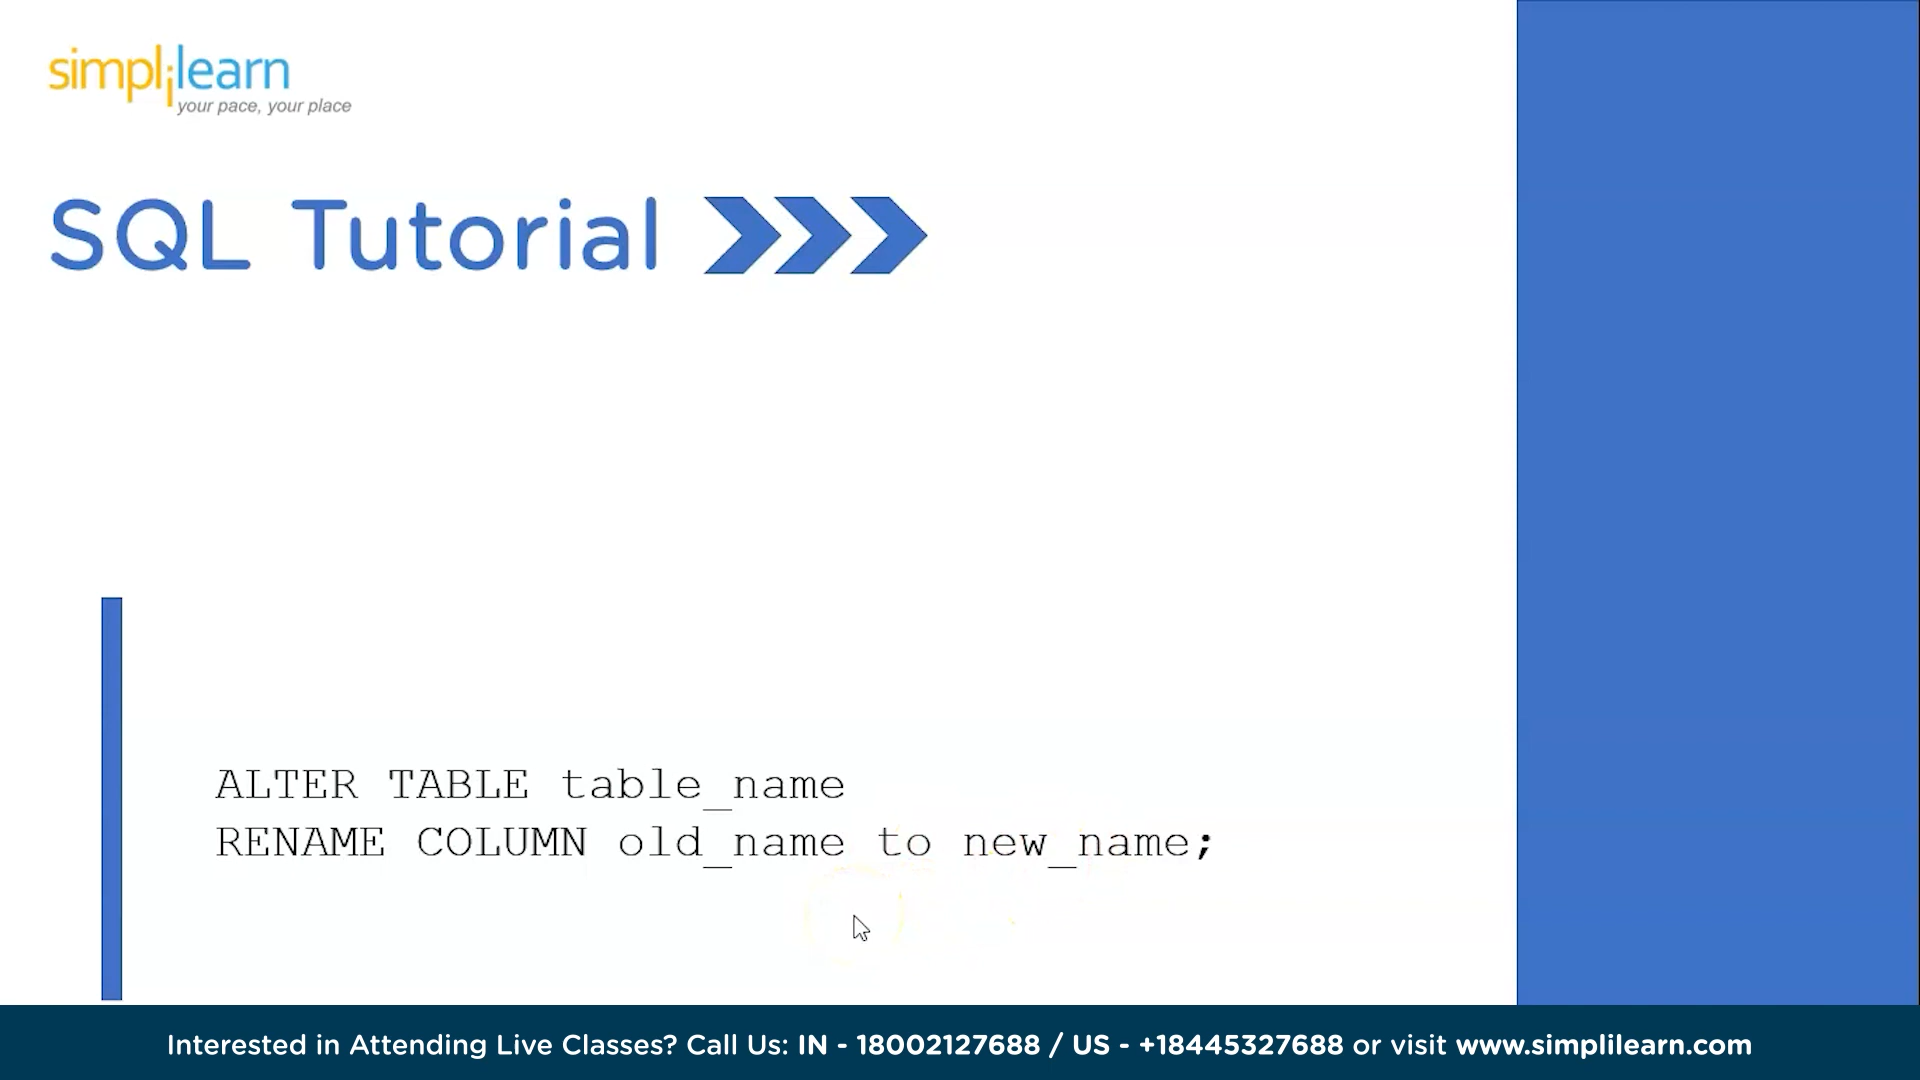 simplilearn
your pace, your place
SQL Tutorial
ALTER TABLE table_name
RENAME COLUMN old_name to new_name;
Interested in Attending Live Classes? Call Us: IN - 18002127688 / US - +18445327688 or visit www.simplilearn.com